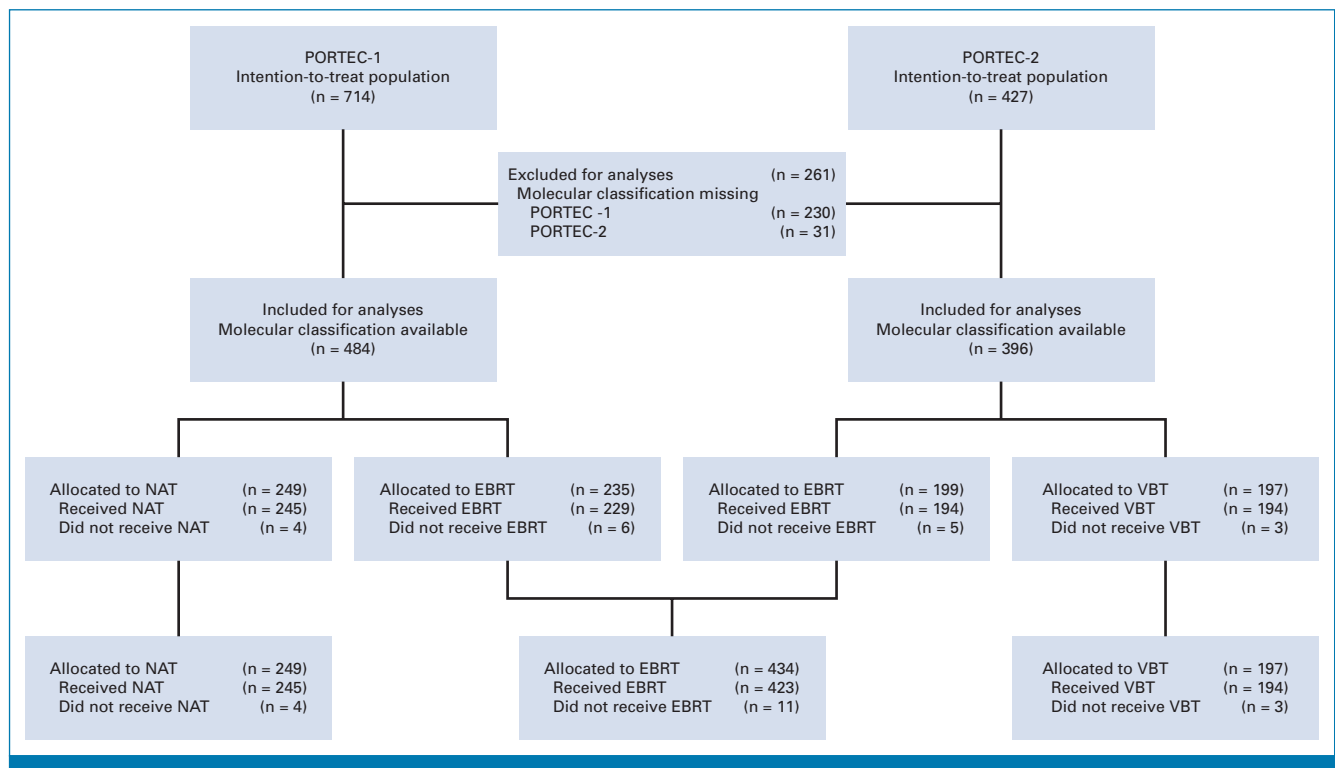 PORTEC-1
Intention-to-treat population
(n = 714)
PORTEC-2
Intention-to-treat population
(n = 427)
Excluded for analyses (n = 261)
Molecular classification missing
PORTEC -1 (n = 230)
PORTEC-2 (n = 31)
Included for analyses
Molecular classification available
(n = 484)
Included for analyses
Molecular classification available
(n = 396)
Allocated to NAT (n = 249)
Received NAT (n = 245)
Did not receive NAT (n = 4)
Allocated to EBRT (n = 235)
Received EBRT (n = 229)
Did not receive EBRT (n = 6)
Allocated to EBRT (n = 199)
Received EBRT (n = 194)
Did not receive EBRT (n = 5)
Allocated to VBT (n = 197)
Received VBT (n = 194)
Did not receive VBT (n = 3)
Allocated to NAT (n = 249)
Received NAT (n = 245)
Did not receive NAT (n = 4)
Allocated to EBRT (n = 434)
Received EBRT (n = 423)
Did not receive EBRT (n = 11)
Allocated to VBT (n = 197)
Received VBT (n = 194)
Did not receive VBT (n = 3)